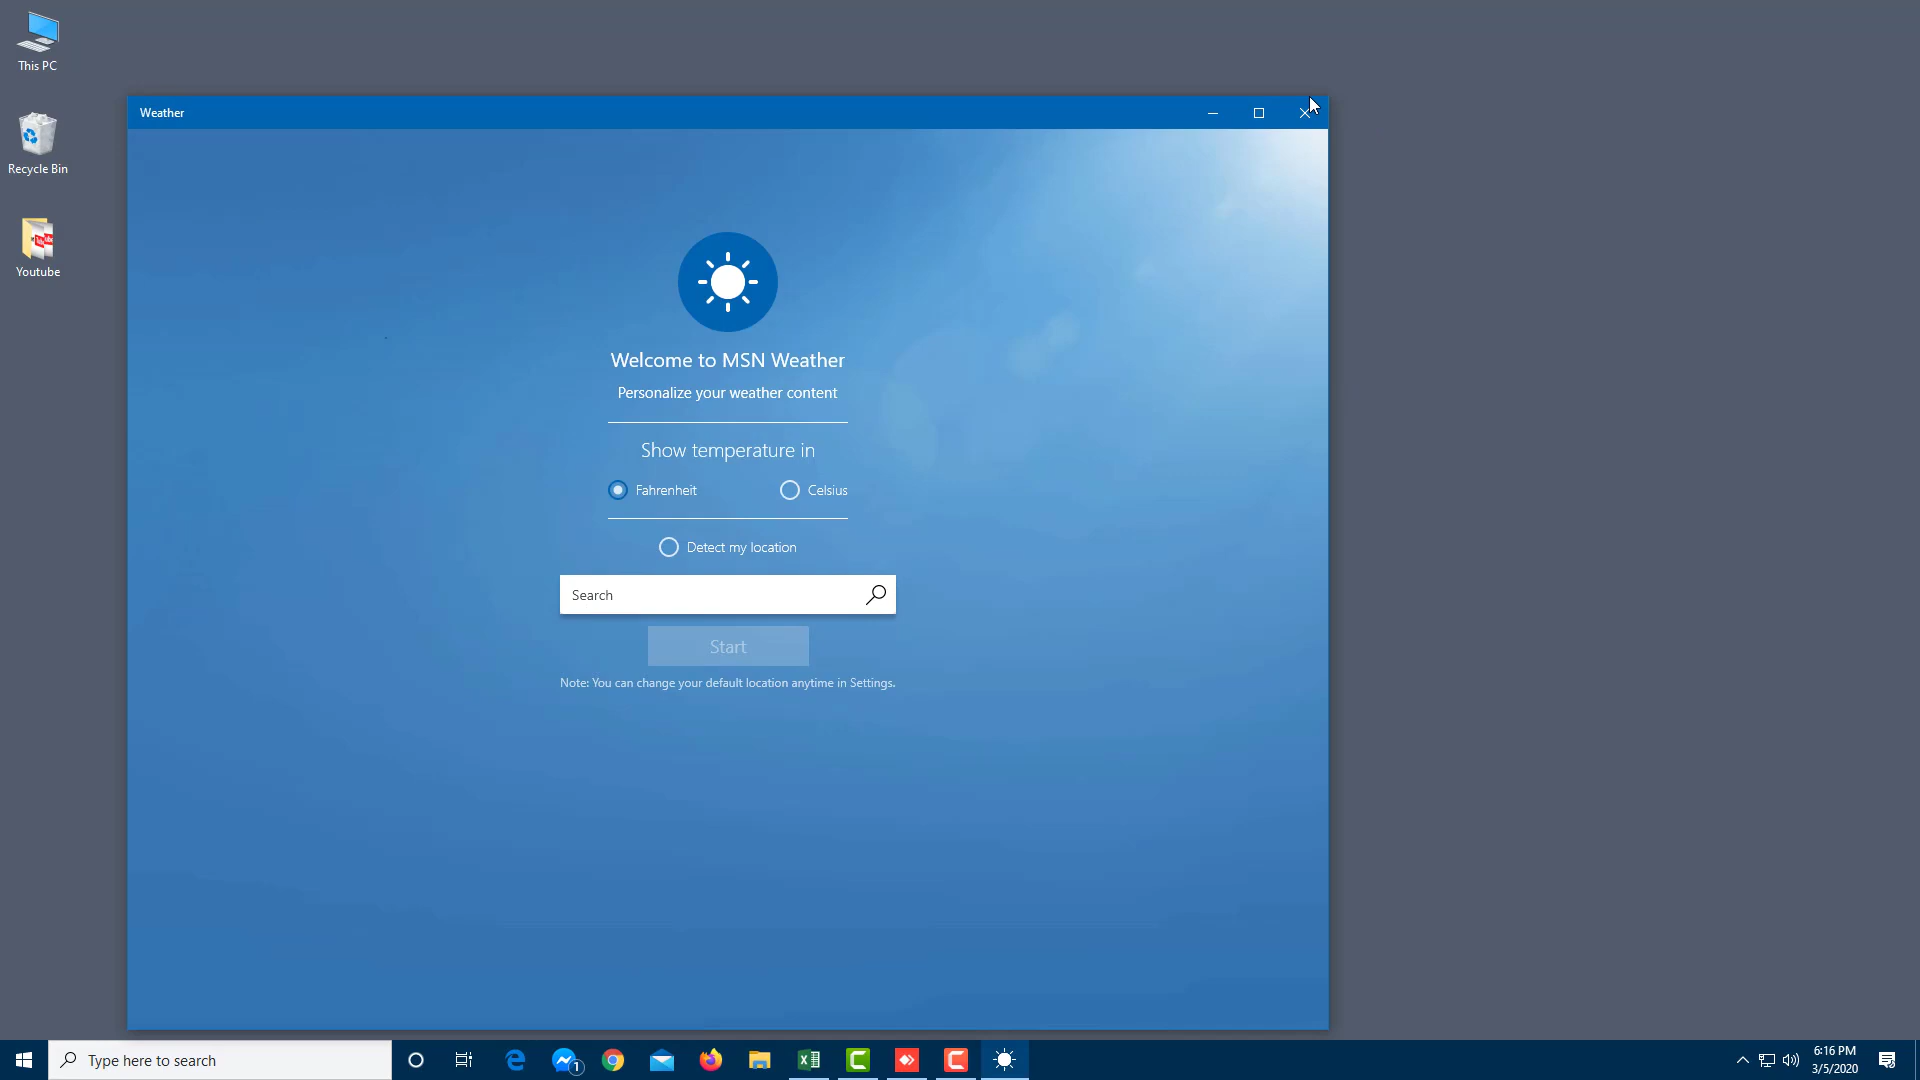 This PC
Recycle Bin
Youtube
Weather
Welcome to MSN Weather
Personalize your weather content
Show temperature in
Fahrenheit
Celsius
Detect my location
Search
Start
Note: You can change your default location anytime in Settings.
Type here to search
1
6:16 PM
3/5/2020